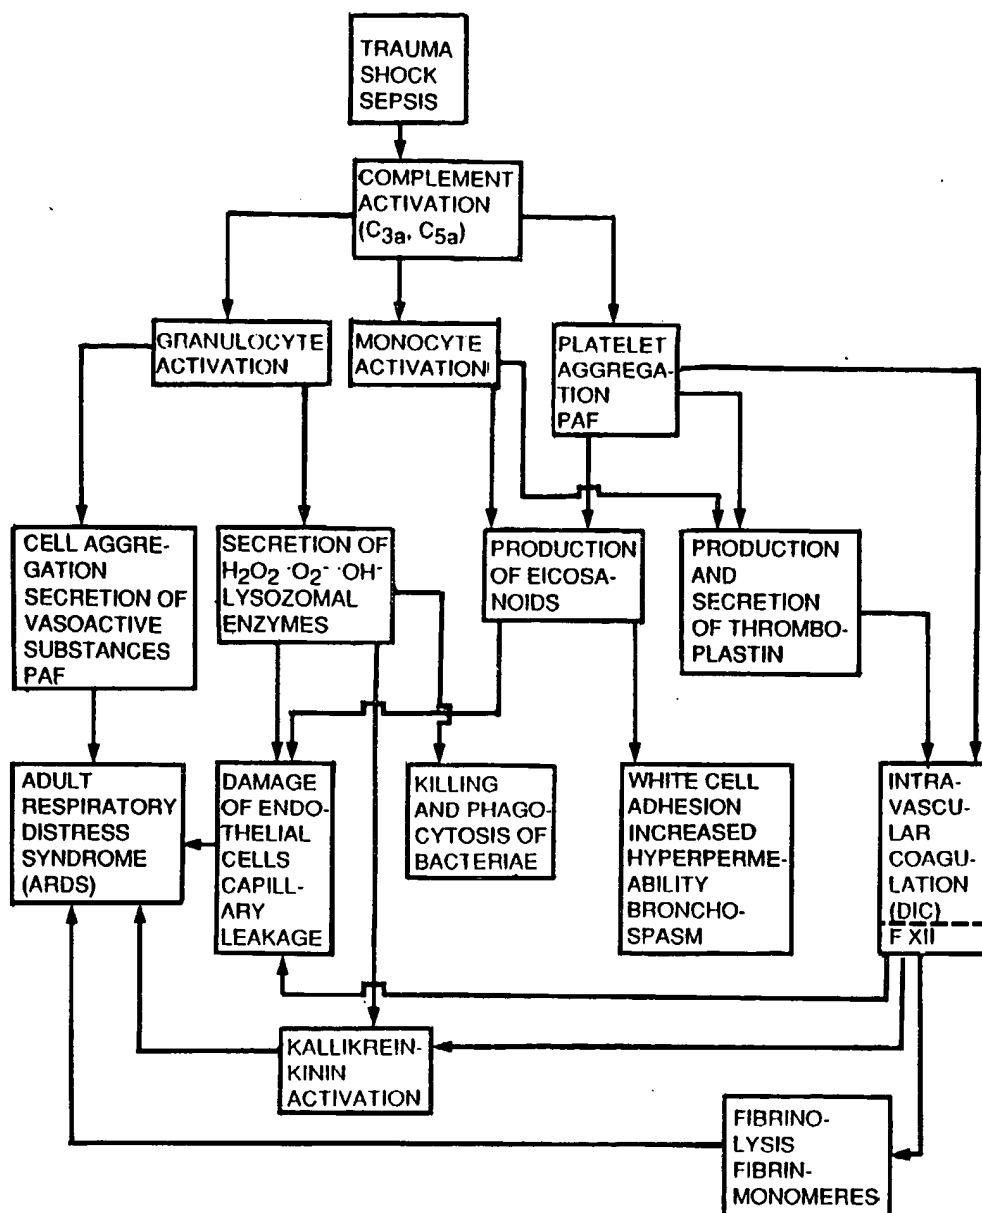 TRAUMA
SHOCK
SEPSIS
COMPLEMENT
ACTIVATION
(C3a, C5a)
GRANULOCYTE
ACTIVATION
MONOCYTE
ACTIVATION
PLATELET
AGGREGA-
TION
PAF
CELL AGGRE-
GATION
SECRETION OF
VASOACTIVE
SUBSTANCES
PAF
SECRETION OF
H2O2 ·O2- ·OH-
LYSOZOMAL
ENZYMES
PRODUCTION
OF EICOSA-
NOIDS
PRODUCTION
AND
SECRETION
OF THROMBO-
PLASTIN
ADULT
RESPIRATORY
DISTRESS
SYNDROME
(ARDS)
DAMAGE
OF ENDO-
THELIAL
CELLS
CAPILL-
ARY
LEAKAGE
KILLING
AND PHAGO-
CYTOSIS OF
BACTERIAE
WHITE CELL
ADHESION
INCREASED
HYPERPERME-
ABILITY
BRONCHO-
SPASM
INTRA-
VASCU-
LAR
COAGU-
LATION
(DIC)
F XII
KALLIKREIN-
KININ
ACTIVATION
FIBRINO-
LYSIS
FIBRIN-
MONOMERES